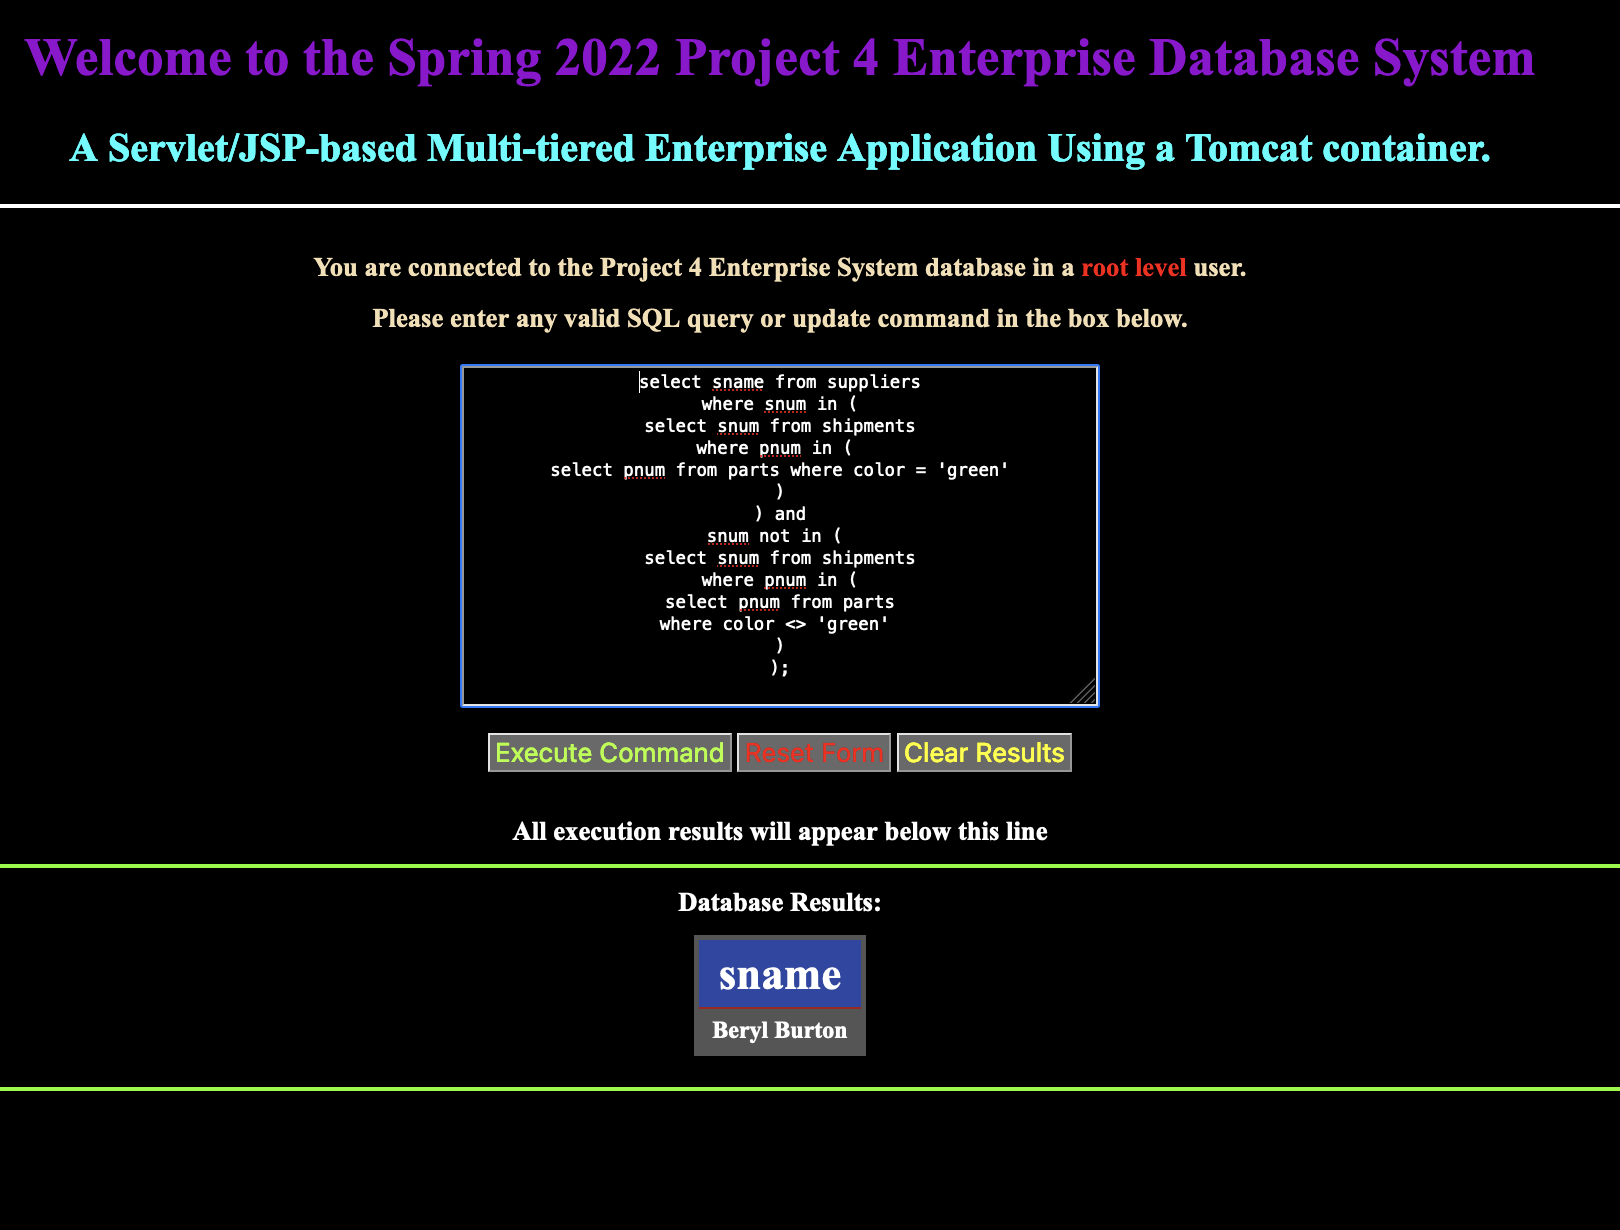 Welcome to the Spring 2022 Project 4 Enterprise Database System
A Servlet/JSP-based Multi-tiered Enterprise Application Using a Tomcat container.
You are connected to the Project 4 Enterprise System database in a root level user.
Please enter any valid SQL query or update command in the box below.
select sname from suppliers
where snum in (
select snum from shipments
where pnum in (
select pnum from parts where color = 'green'
)
) and
snum not in (
select snum from shipments
where pnum in (
select pnum from parts
where color <> 'green'
)
);
Execute Command Reset Form Clear Results
All execution results will appear below this line
Database Results:
sname
Beryl Burton